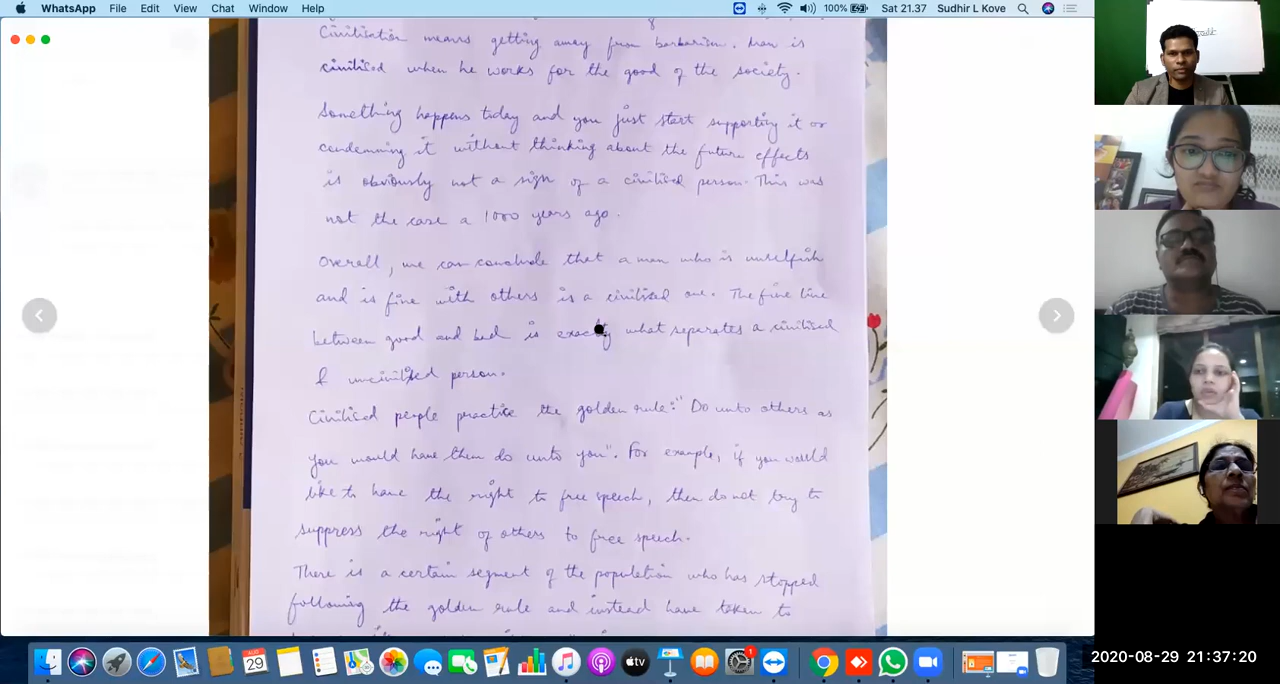 WhatsApp File Edit View Chat Window Help 100% Sat 21.37 Sudhir L Kove
Civilisation means getting away from barbarism. Man is
civilised when he works for the good of the society.
Something happens today and you just start supporting it or
condemning it without thinking about the future effects
is obviously not a sign of a civilised person. This was
not the case a 1000 years ago.
Overall, we can conclude that a man who is unselfish
and is fine with others is a civilised one. The fine line
between good and bad is exactly what separates a civilised
& uncivilised person.
Civilised people practise the golden rule: "Do unto others as
you would have them do unto you". For example, if you would
like to have the right to free speech, then do not try to
suppress the right of others to free speech.
There is a certain segment of the population who has stopped
following the golden rule and instead have taken to
AUG
29
tv
1
2020-08-29 21:37:20